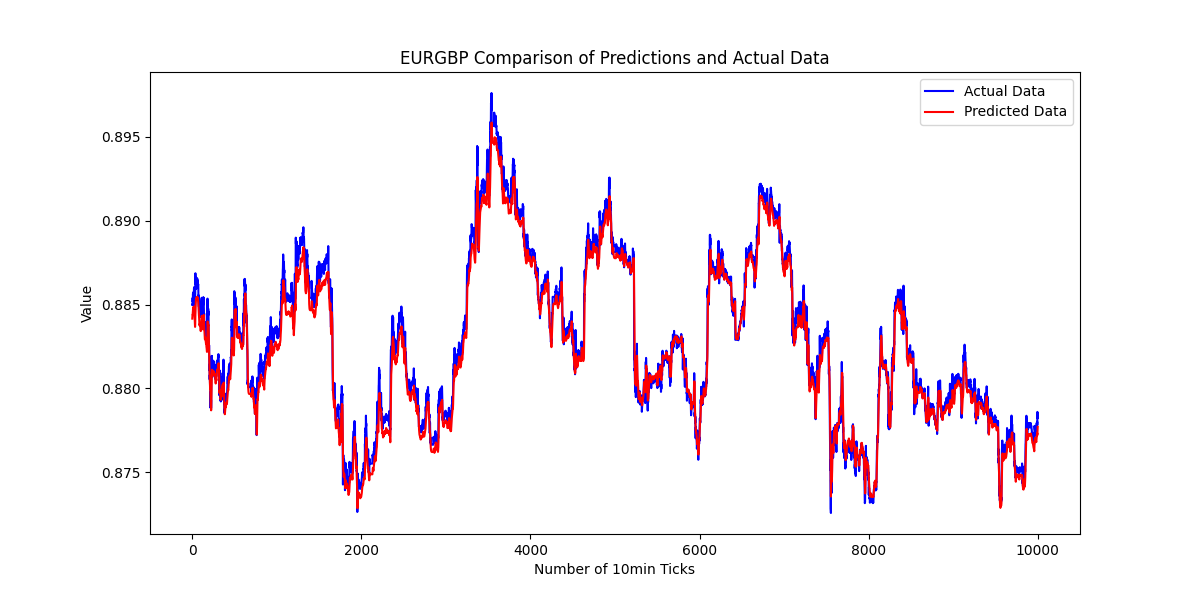 EURGBP Comparison of Predictions and Actual Data
Actual Data
Predicted Data
0.895
0.890
0.885
0.880
0.875
Value
0
2000
4000
6000
8000
10000
Number of 10min Ticks